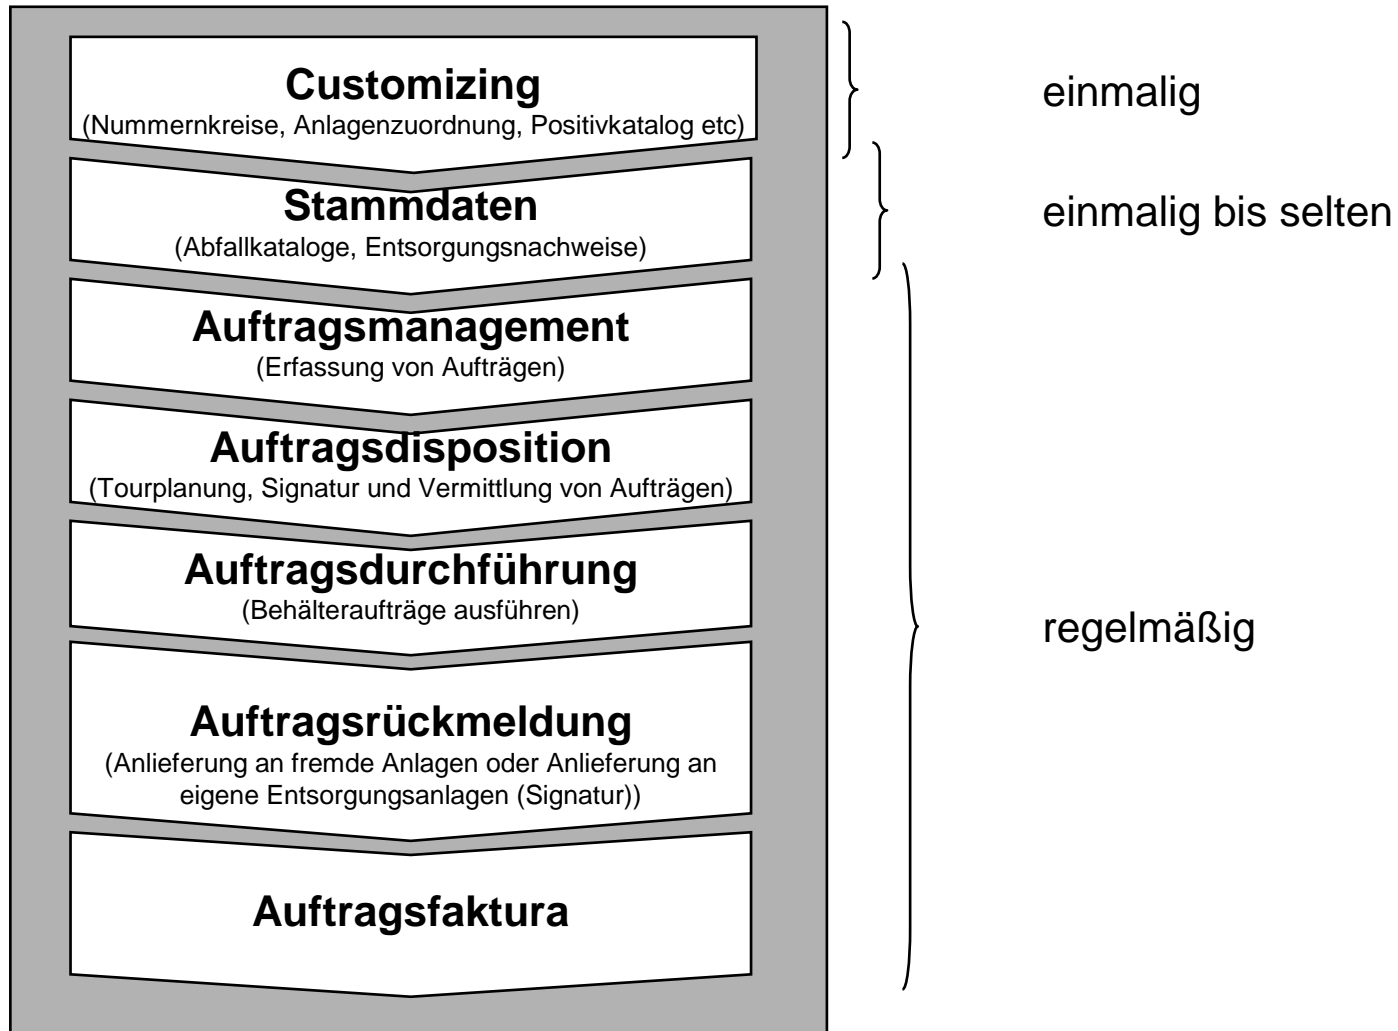 Customizing
(Nummernkreise, Anlagenzuordnung, Positivkatalog etc)
einmalig
Stammdaten
(Abfallkataloge, Entsorgungsnachweise)
einmalig bis selten
Auftragsmanagement
(Erfassung von Aufträgen)
Auftragsdisposition
(Tourplanung, Signatur und Vermittlung von Aufträgen)
Auftragsdurchführung
(Behälteraufträge ausführen)
regelmäßig
Auftragsrückmeldung
(Anlieferung an fremde Anlagen oder Anlieferung an
eigene Entsorgungsanlagen (Signatur))
Auftragsfaktura